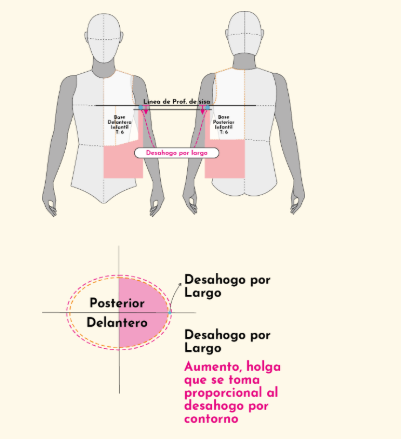 Linea de Prof. de sisa
Base
Delantera
Infantil
T: 6
Base
Posterior
Infantil
T: 6
Desahogo por largo
Desahogo por
Largo
Posterior
Delantero
Desahogo por
Largo
Aumento, holga
que se toma
proporcional al
desahogo por
contorno